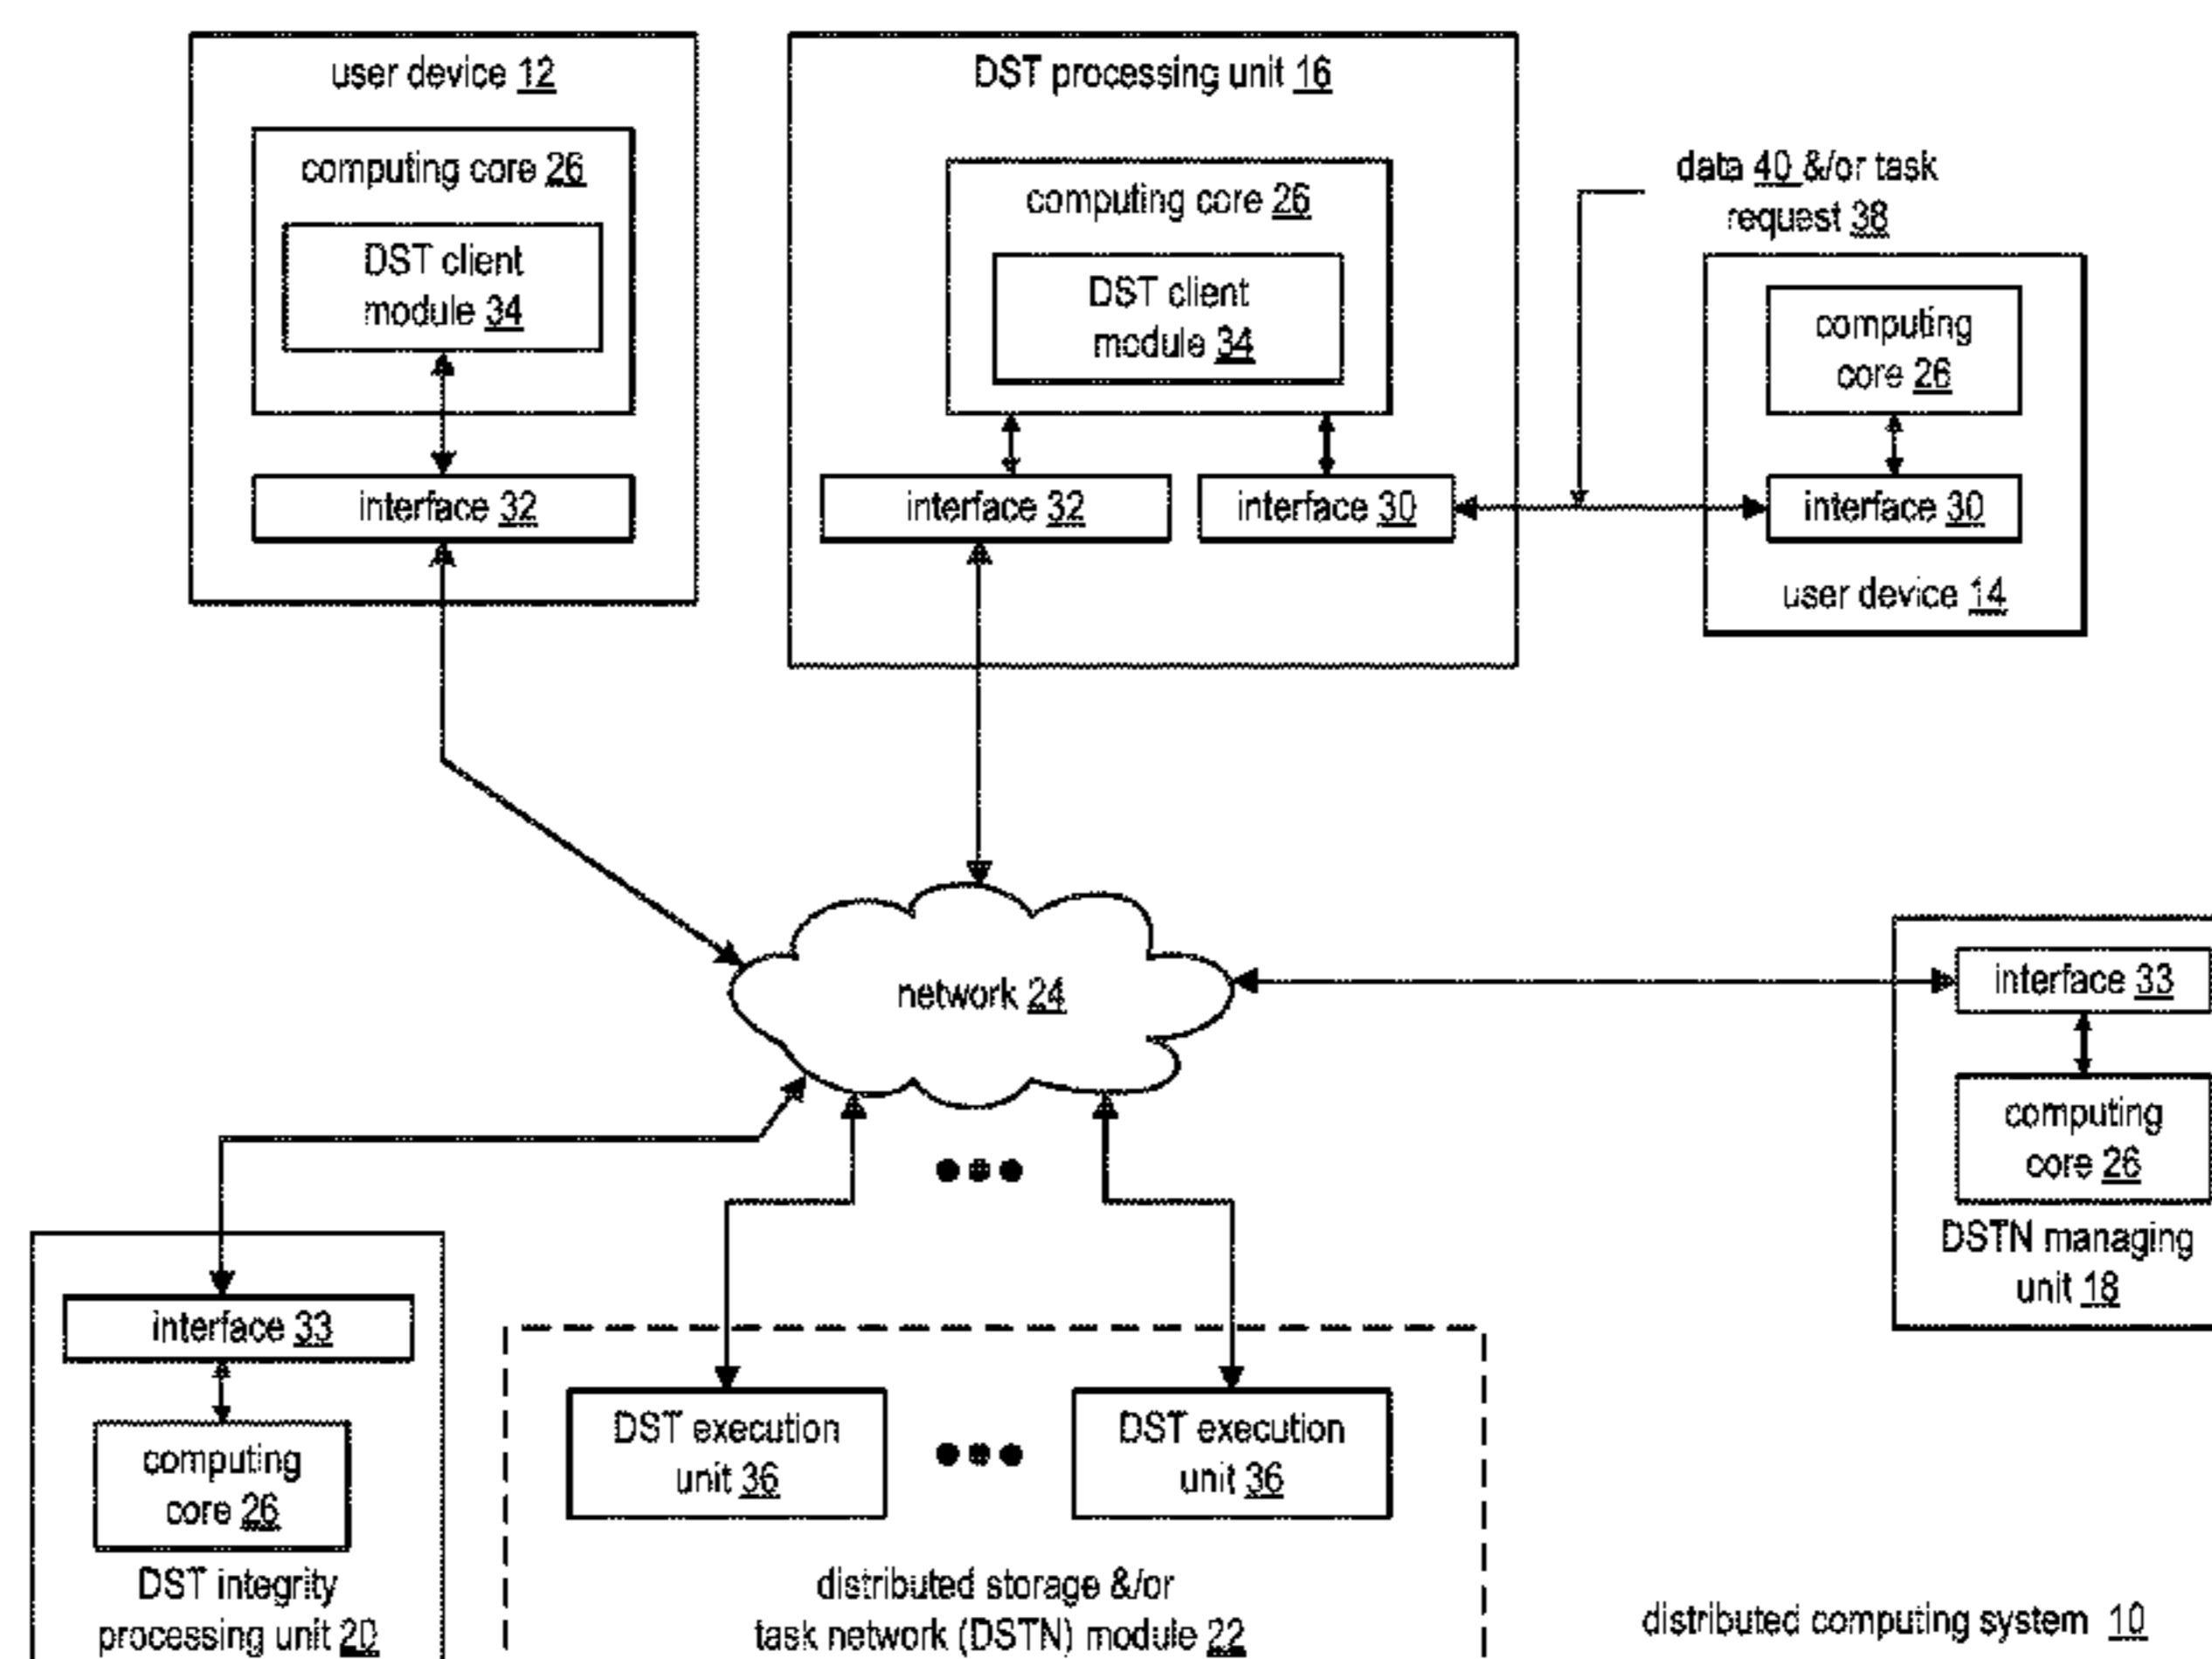 user device 12
computing core 26
DST client
module 34
interface 32
DST processing unit 16
computing core 26
DST client
module 34
interface 32
interface 30
data 40 &/or task
request 38
computing
core 26
interface 30
user device 14
network 24
interface 33
computing
core 26
DSTN managing
unit 18
interface 33
computing
core 26
DST integrity
processing unit 20
DST execution
unit 36
DST execution
unit 36
distributed storage &/or
task network (DSTN) module 22
distributed computing system 10